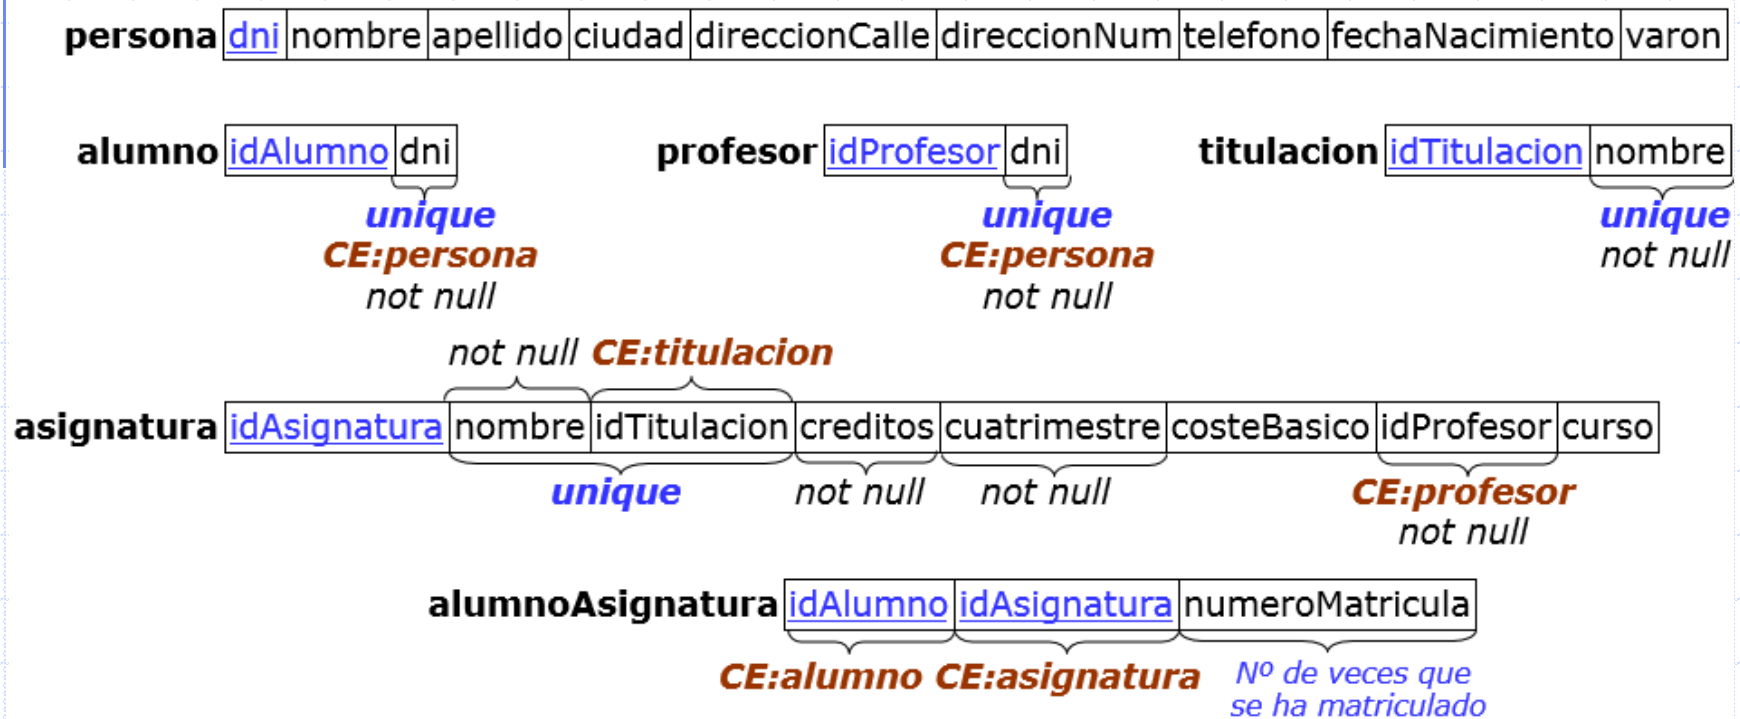 persona dni nombre apellido ciudad direccionCalle direccionNum telefono fechaNacimiento varon
alumno idAlumno dni
unique
CE:persona
not null
profesor idProfesor dni
unique
CE:persona
not null
titulacion idTitulacion nombre
unique
not null
not null CE:titulacion
asignatura idAsignatura nombre idTitulacion creditos cuatrimestre costeBasico idProfesor curso
unique not null not null CE:profesor
not null
alumnoAsignatura idAlumno idAsignatura numeroMatricula
CE:alumno CE:asignatura Nº de veces que
se ha matriculado